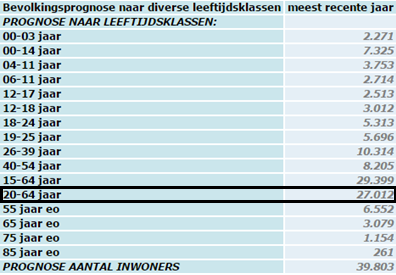 Bevolkingsprognose naar diverse leeftijdsklassen meest recente jaar
PROGNOSE NAAR LEEFTIJDSKLASSEN:
00-03 jaar 2.271
00-14 jaar 7.325
04-11 jaar 3.753
06-11 jaar 2.714
12-17 jaar 2.513
12-18 jaar 3.012
18-24 jaar 5.313
19-25 jaar 5.696
26-39 jaar 10.314
40-54 jaar 8.205
15-64 jaar 29.399
20-64 jaar 27.012
55 jaar eo 6.552
65 jaar eo 3.079
75 jaar eo 1.154
85 jaar eo 261
PROGNOSE AANTAL INWONERS 39.803